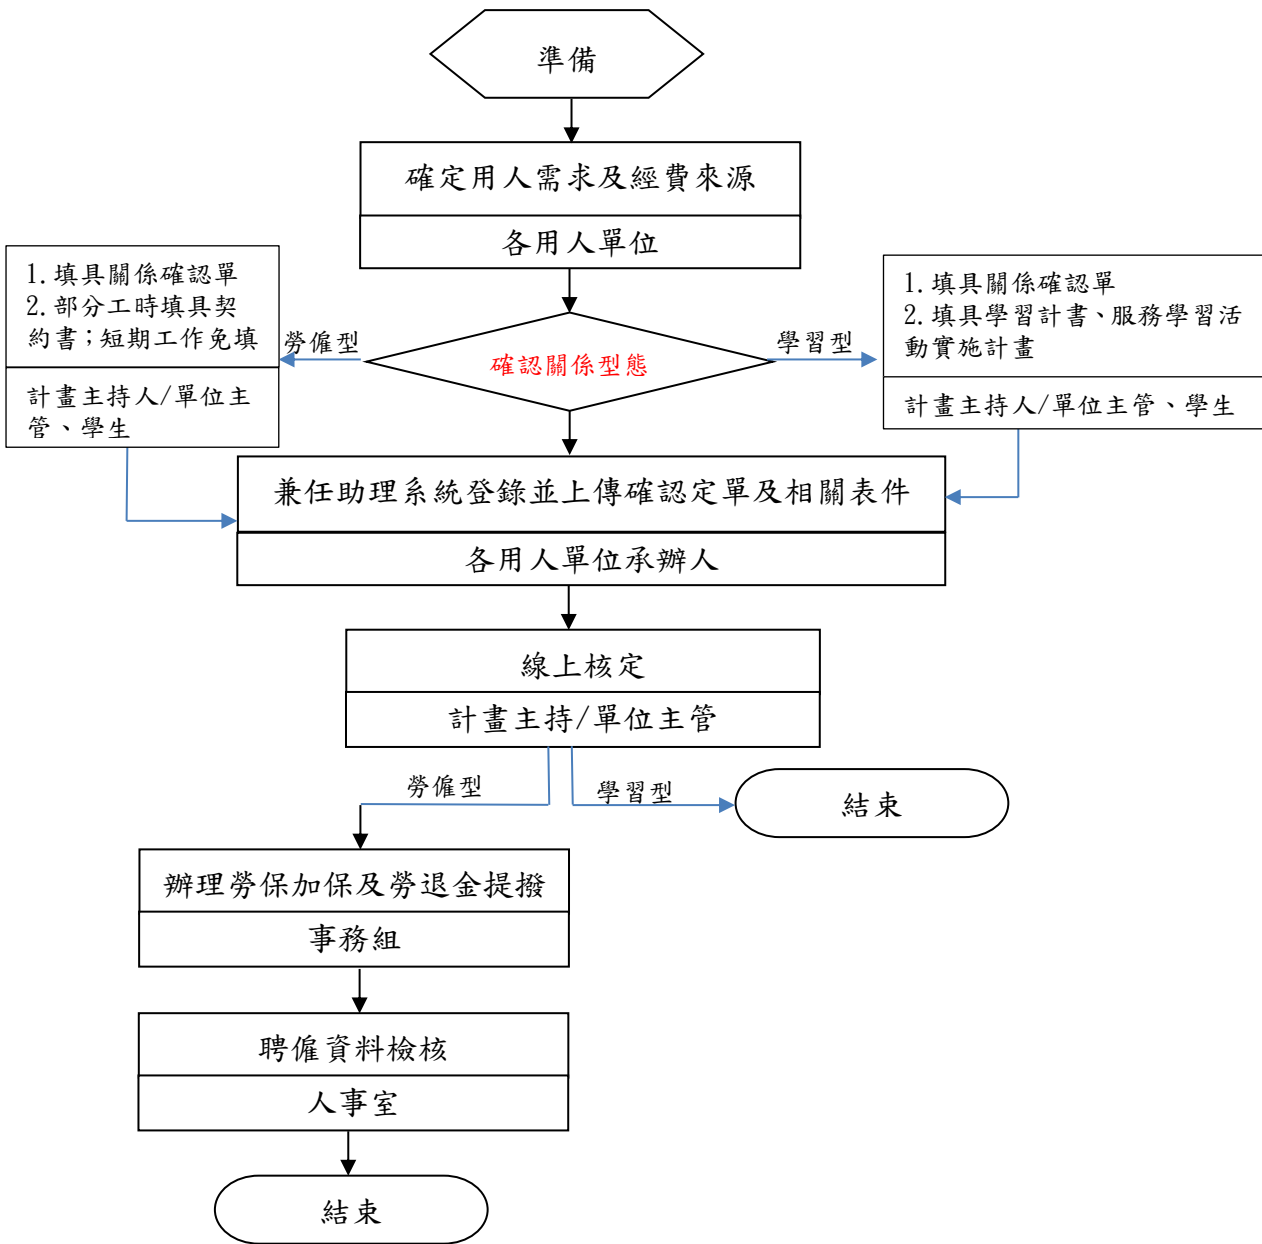 準備
確定用人需求及經費來源
各用人單位
1.填具關係確認單
2.部分工時填具契
約書;短期工作免填
計畫主持人/單位主
管、學生
勞僱型
確認關係型態
學習型
1.填具關係確認單
2.填具學習計書、服務學習活
動實施計畫
計畫主持人/單位主管、學生
兼任助理系統登錄並上傳確認定單及相關表件
各用人單位承辦人
線上核定
計畫主持/單位主管
勞僱型
學習型
結束
辦理勞保加保及勞退金提撥
事務組
聘僱資料檢核
人事室
結束